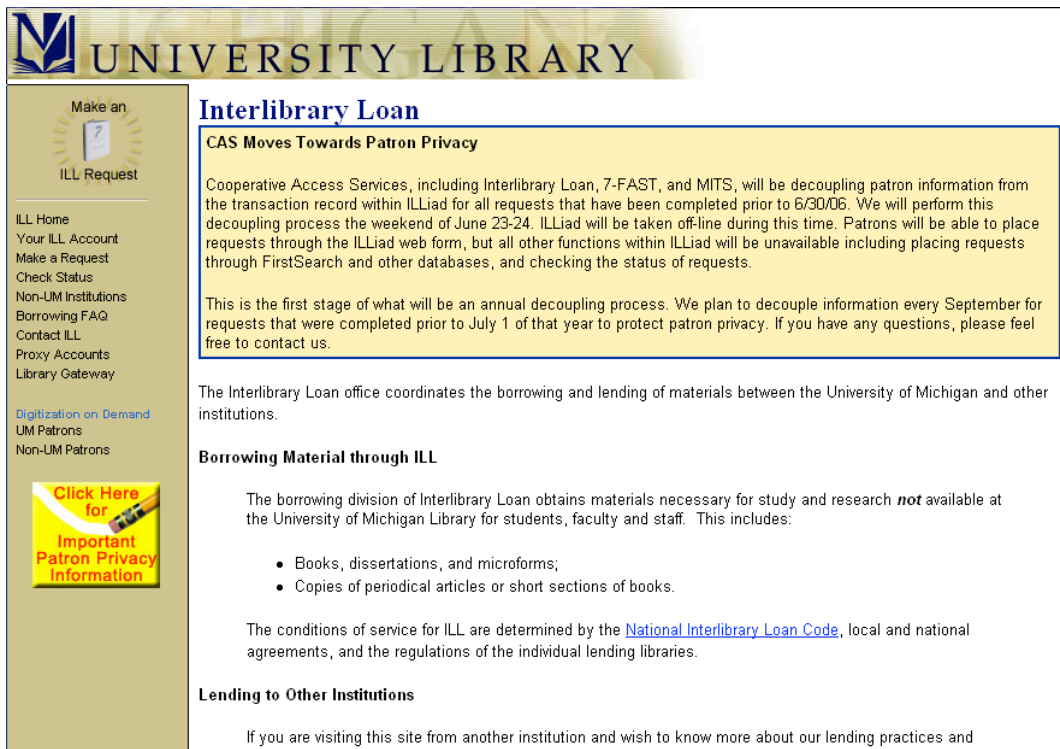 MICHIGAN
UNIVERSITY LIBRARY
Make an
?
ILL Request
ILL Home
Your ILL Account
Make a Request
Check Status
Non-UM Institutions
Borrowing FAQ
Contact ILL
Proxy Accounts
Library Gateway
Digitization on Demand
UM Patrons
Non-UM Patrons
Click Here
for
Important
Patron Privacy
Information
Interlibrary Loan
CAS Moves Towards Patron Privacy
Cooperative Access Services, including Interlibrary Loan, 7-FAST, and MITS, will be decoupling patron information from
the transaction record within ILLiad for all requests that have been completed prior to 6/30/06. We will perform this
decoupling process the weekend of June 23-24. ILLiad will be taken off-line during this time. Patrons will be able to place
requests through the ILLiad web form, but all other functions within ILLiad will be unavailable including placing requests
through FirstSearch and other databases, and checking the status of requests.
This is the first stage of what will be an annual decoupling process. We plan to decouple information every September for
requests that were completed prior to July 1 of that year to protect patron privacy. If you have any questions, please feel
free to contact us.
The Interlibrary Loan office coordinates the borrowing and lending of materials between the University of Michigan and other
institutions.
Borrowing Material through ILL
The borrowing division of Interlibrary Loan obtains materials necessary for study and research not available at
the University of Michigan Library for students, faculty and staff. This includes:
• Books, dissertations, and microforms;
• Copies of periodical articles or short sections of books.
The conditions of service for ILL are determined by the National Interlibrary Loan Code, local and national
agreements, and the regulations of the individual lending libraries.
Lending to Other Institutions
If you are visiting this site from another institution and wish to know more about our lending practices and